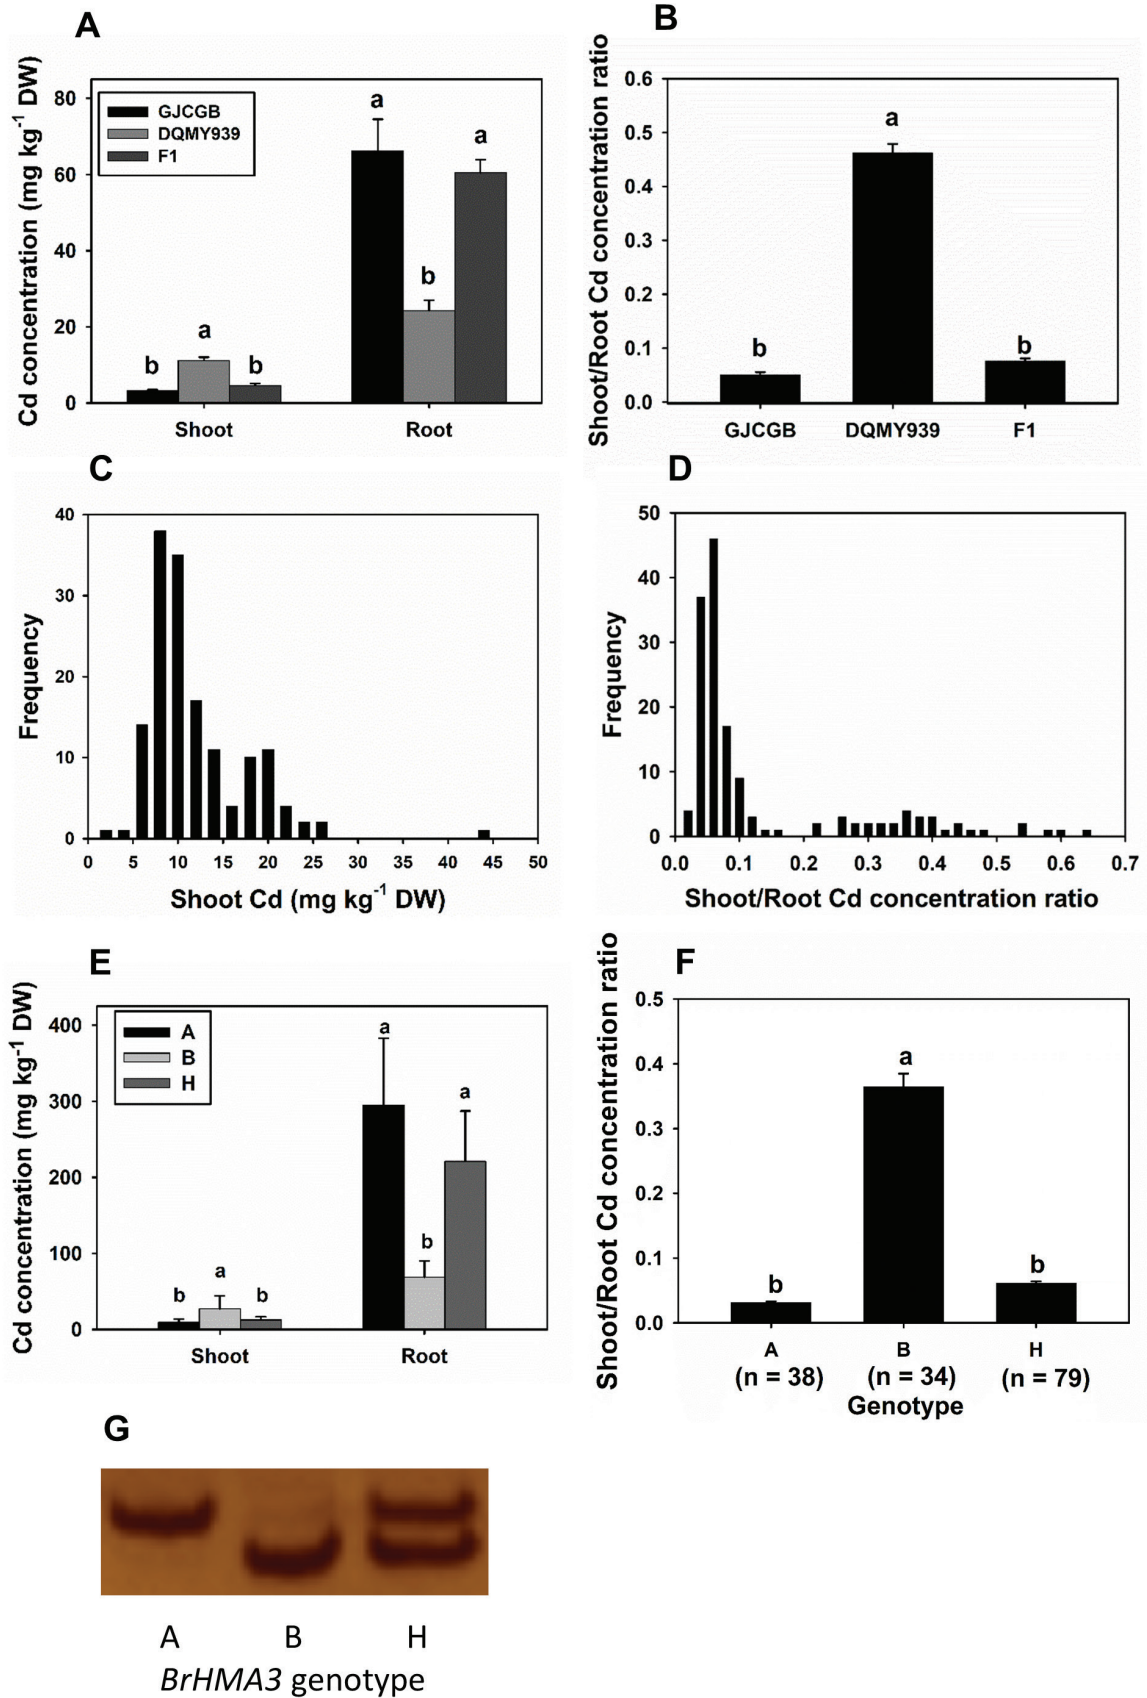 A
Cd concentration (mg kg-1 DW)
80
60
40
20
0
GJCGB
DQMY939
F1
b
a
b
a
b
a
Shoot
Root
B
Shoot/Root Cd concentration ratio
0.6
0.5
0.4
0.3
0.2
0.1
0.0
b
a
b
GJCGB
DQMY939
F1
C
Frequency
40
30
20
10
0
0 5 10 15 20 25 30 35 40 45 50
Shoot Cd (mg kg-1 DW)
D
Frequency
50
40
30
20
10
0
0.0 0.1 0.2 0.3 0.4 0.5 0.6 0.7
Shoot/Root Cd concentration ratio
E
Cd concentration (mg kg-1 DW)
400
300
200
100
0
A
B
H
b
a
b
a
b
a
Shoot
Root
F
Shoot/Root Cd concentration ratio
0.5
0.4
0.3
0.2
0.1
0.0
b
a
b
A
B
H
(n = 38)
(n = 34)
(n = 79)
Genotype
G
A
B
H
BrHMA3 genotype